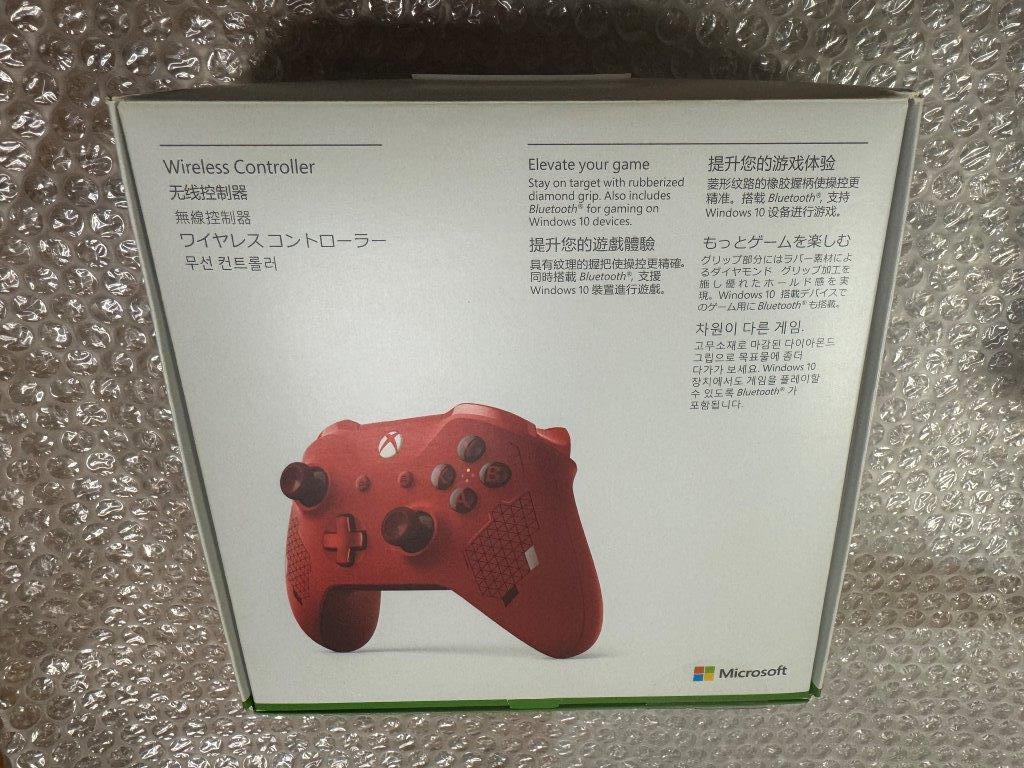 Wireless Controller
无线控制器
無線控制器
ワイヤレス コントローラー
무선 컨트롤러
Elevate your game
Stay on target with rubberized
diamond grip. Also includes
Bluetooth® for gaming on
Windows 10 devices.
提升您的遊戲體驗
具有紋理的握把使操控更精確。
同時搭載 Bluetooth®, 支援
Windows 10 裝置進行遊戲。
提升您的游戏体验
菱形纹路的橡胶握柄使操控更
精准。搭载 Bluetooth®, 支持
Windows 10 设备进行游戏。
もっとゲームを楽しむ
グリップ部分にはラバー素材によ
るダイヤモンド グリップ加工を
施し優れたホールド感を実
現。Windows 10 搭載デバイスで
のゲーム用に Bluetooth® も搭載。
차원이 다른 게임.
고무소재로 마감된 다이아몬드
그립으로 목표물에 좀더
다가가 보세요. Windows 10
장치에서도 게임을 플레이할
수 있도록 Bluetooth® 가
포함됩니다.
Y
X
B
A
Microsoft